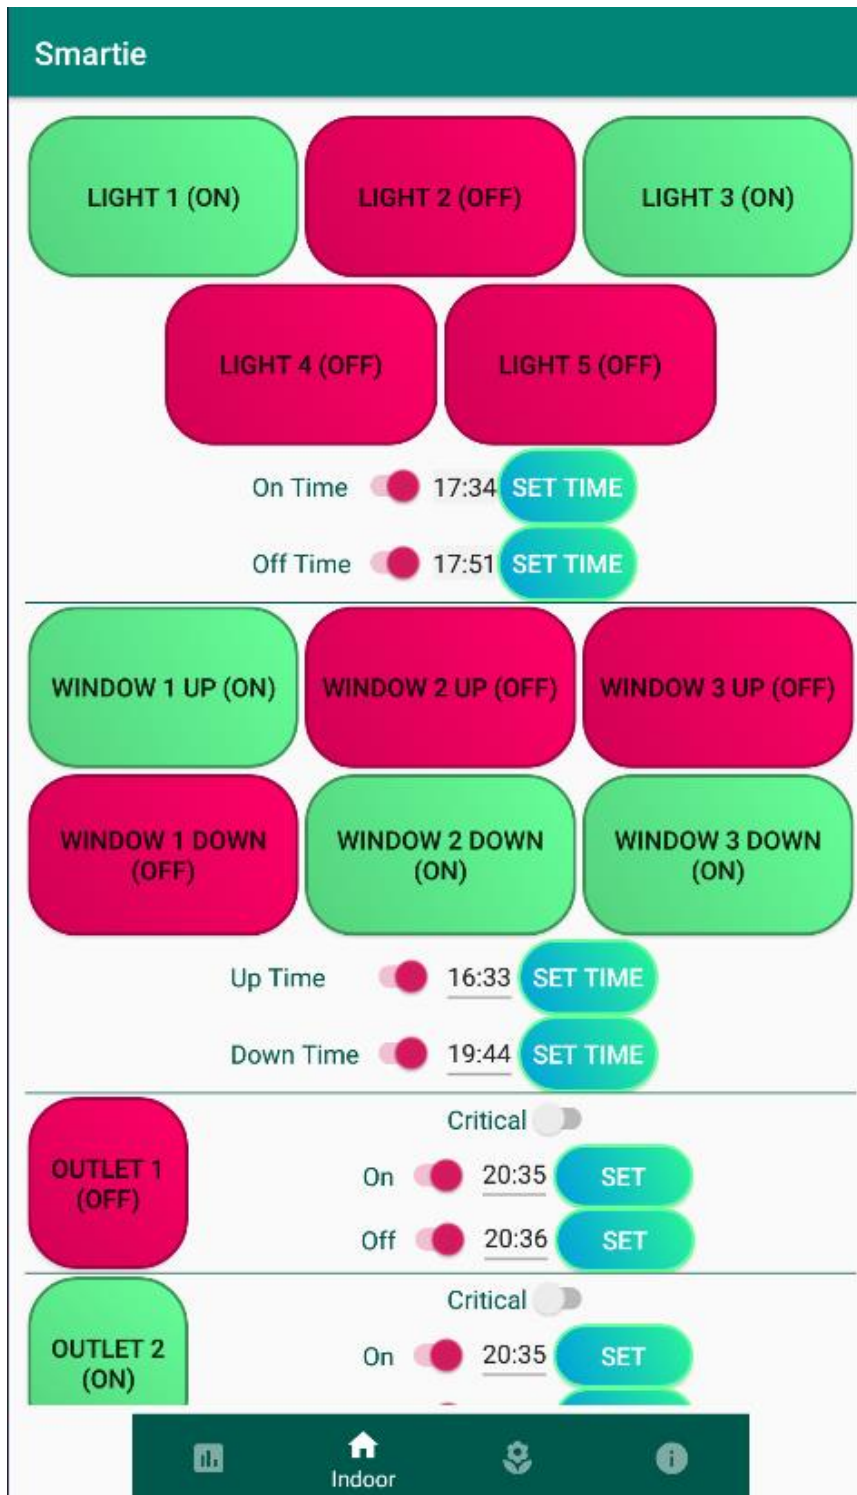 Smartie
LIGHT 1 (ON)
LIGHT 2 (OFF)
LIGHT 3 (ON)
LIGHT 4 (OFF)
LIGHT 5 (OFF)
On Time 17:34 SET TIME
Off Time 17:51 SET TIME
WINDOW 1 UP (ON)
WINDOW 2 UP (OFF)
WINDOW 3 UP (OFF)
WINDOW 1 DOWN
(OFF)
WINDOW 2 DOWN
(ON)
WINDOW 3 DOWN
(ON)
Up Time 16:33 SET TIME
Down Time 19:44 SET TIME
OUTLET 1
(OFF)
Critical
On 20:35 SET
Off 20:36 SET
OUTLET 2
(ON)
Critical
On 20:35 SET
Indoor